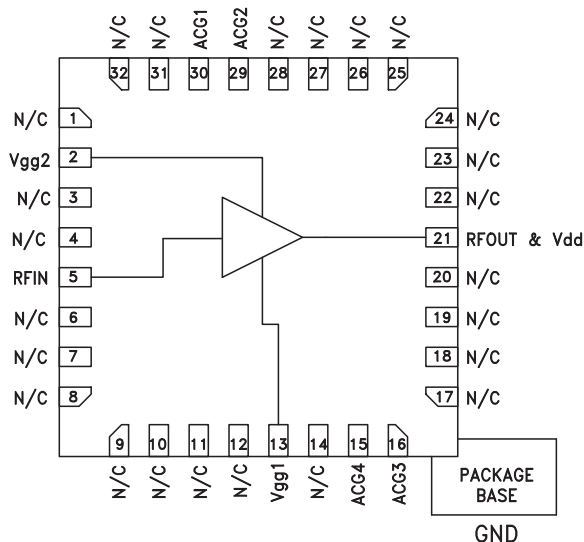 N/C N/C ACG1 ACG2 N/C N/C N/C N/C
32 31 30 29 28 27 26 25
N/C 1
Vgg2 2
N/C 3
N/C 4
RFIN 5
N/C 6
N/C 7
N/C 8
24 N/C
23 N/C
22 N/C
21 RFOUT & Vdd
20 N/C
19 N/C
18 N/C
17 N/C
9 10 11 12 13 14 15 16
N/C N/C N/C N/C Vgg1 N/C ACG4 ACG3
PACKAGE
BASE
GND